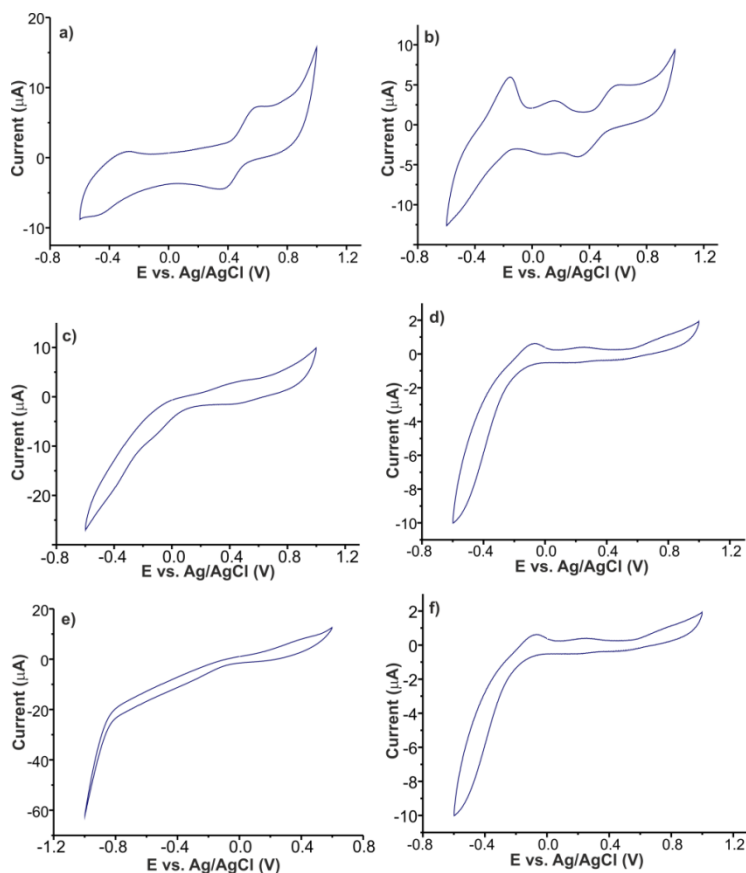 a)
20
10
0
-10
Current (μA)
-0.8 -0.4 0.0 0.4 0.8 1.2
E vs. Ag/AgCl (V)
b)
10
5
0
-5
-10
Current (μA)
-0.8 -0.4 0.0 0.4 0.8 1.2
E vs. Ag/AgCl (V)
c)
10
0
-10
-20
Current (μA)
-0.8 -0.4 0.0 0.4 0.8 1.2
E vs. Ag/AgCl (V)
d)
2
0
-2
-4
-6
-8
-10
Current (μA)
-0.8 -0.4 0.0 0.4 0.8 1.2
E vs. Ag/AgCl (V)
e)
20
0
-20
-40
-60
Current (μA)
-1.2 -0.8 -0.4 0.0 0.4 0.8
E vs. Ag/AgCl (V)
f)
2
0
-2
-4
-6
-8
-10
Current (μA)
-0.8 -0.4 0.0 0.4 0.8 1.2
E vs. Ag/AgCl (V)